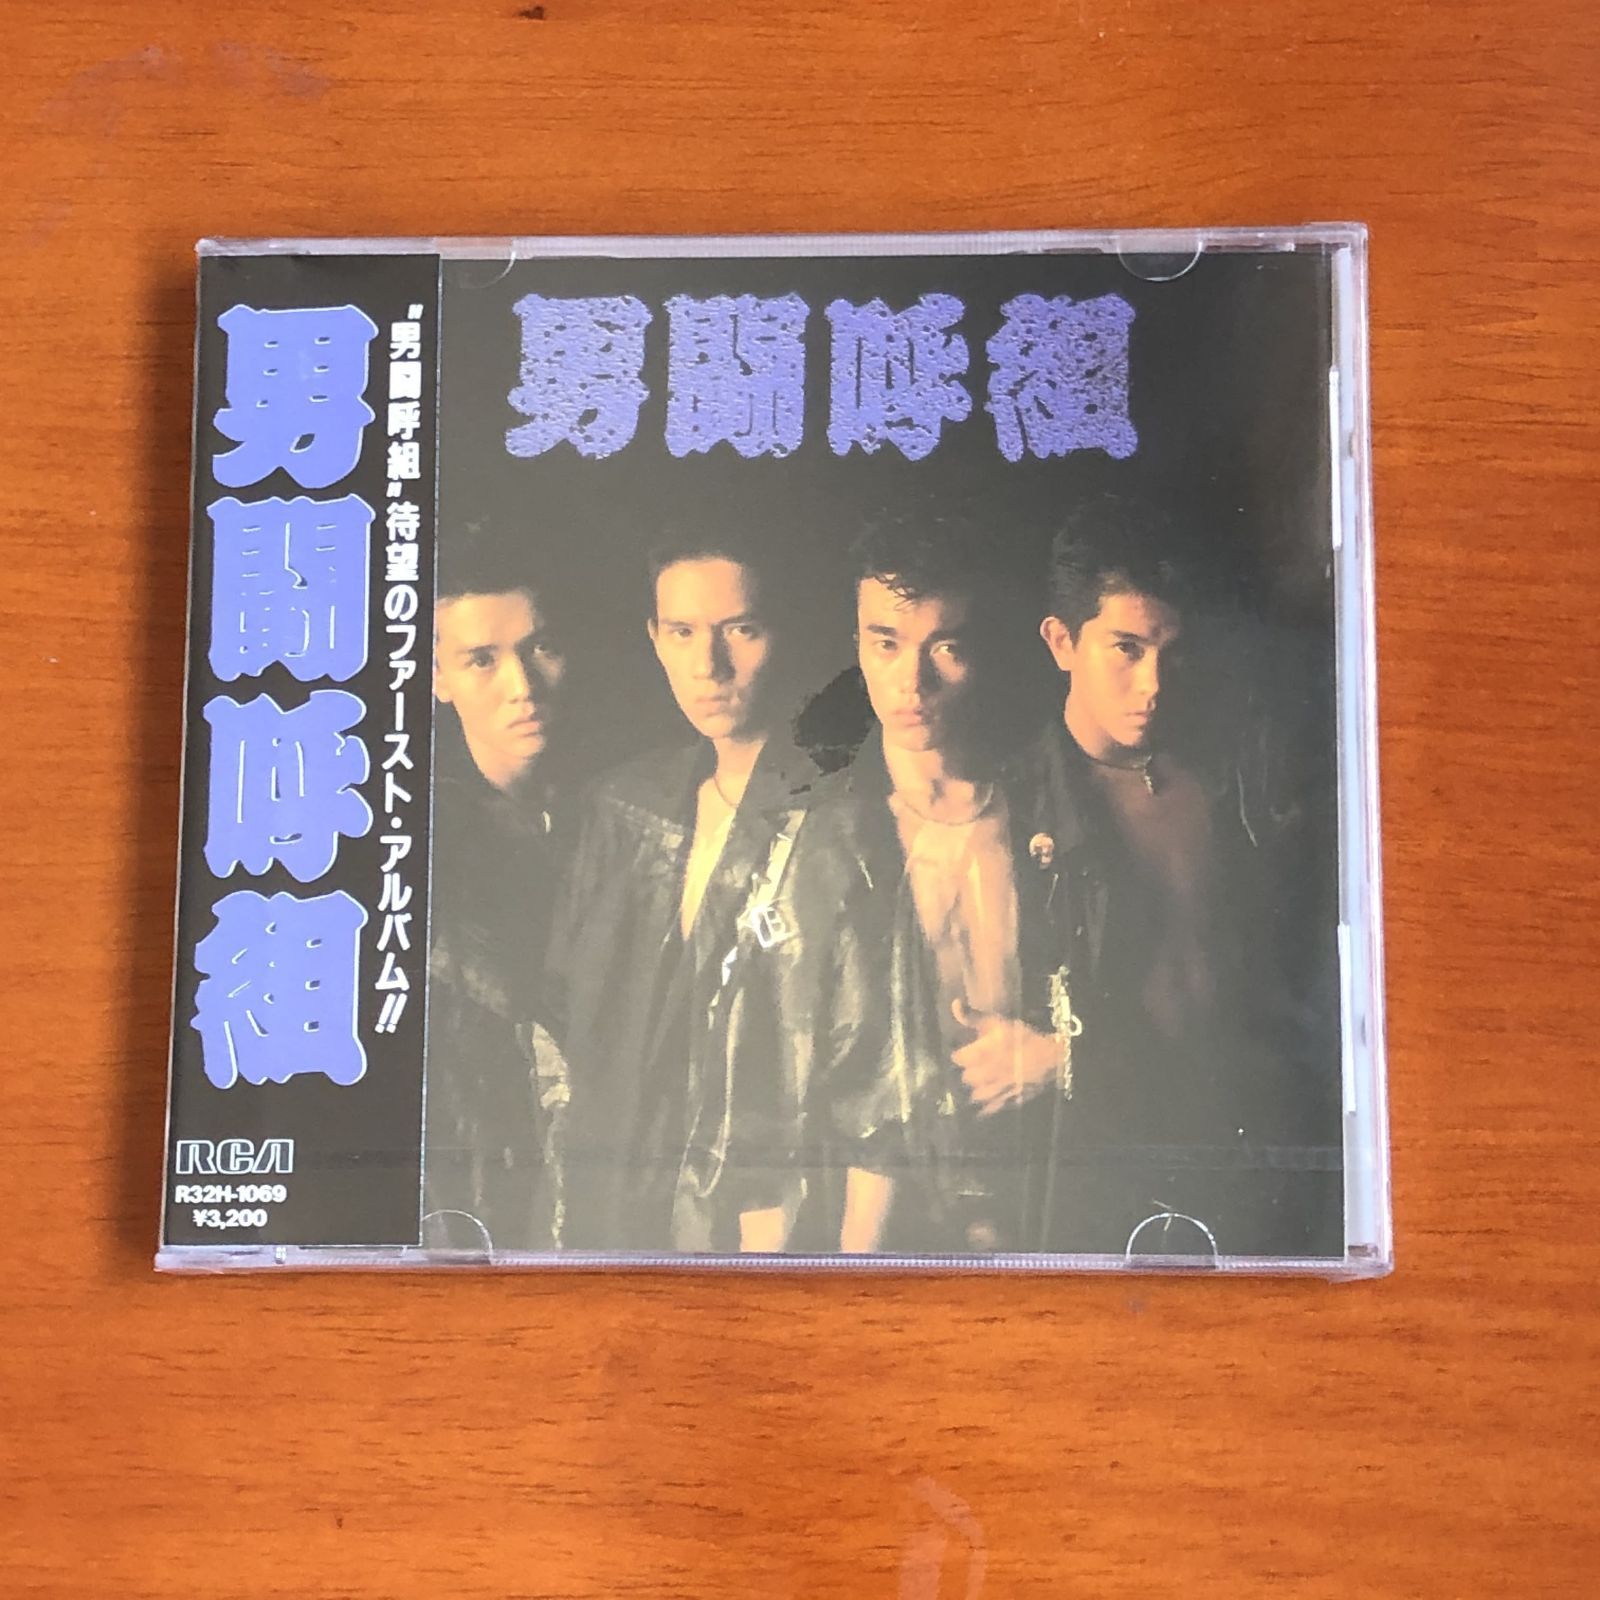 男闘呼組
"男闘呼組"待望のファースト・アルバム!!
RCA
R32H-1069
¥3,200
男闘呼組